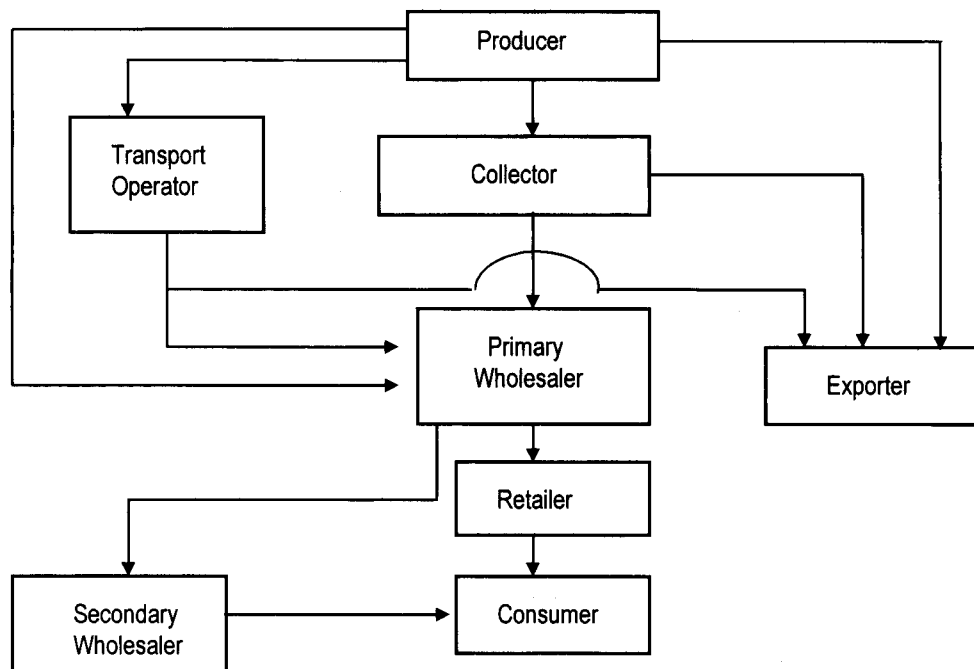 Producer
Transport
Operator
Collector
Primary
Wholesaler
Exporter
Retailer
Secondary
Wholesaler
Consumer